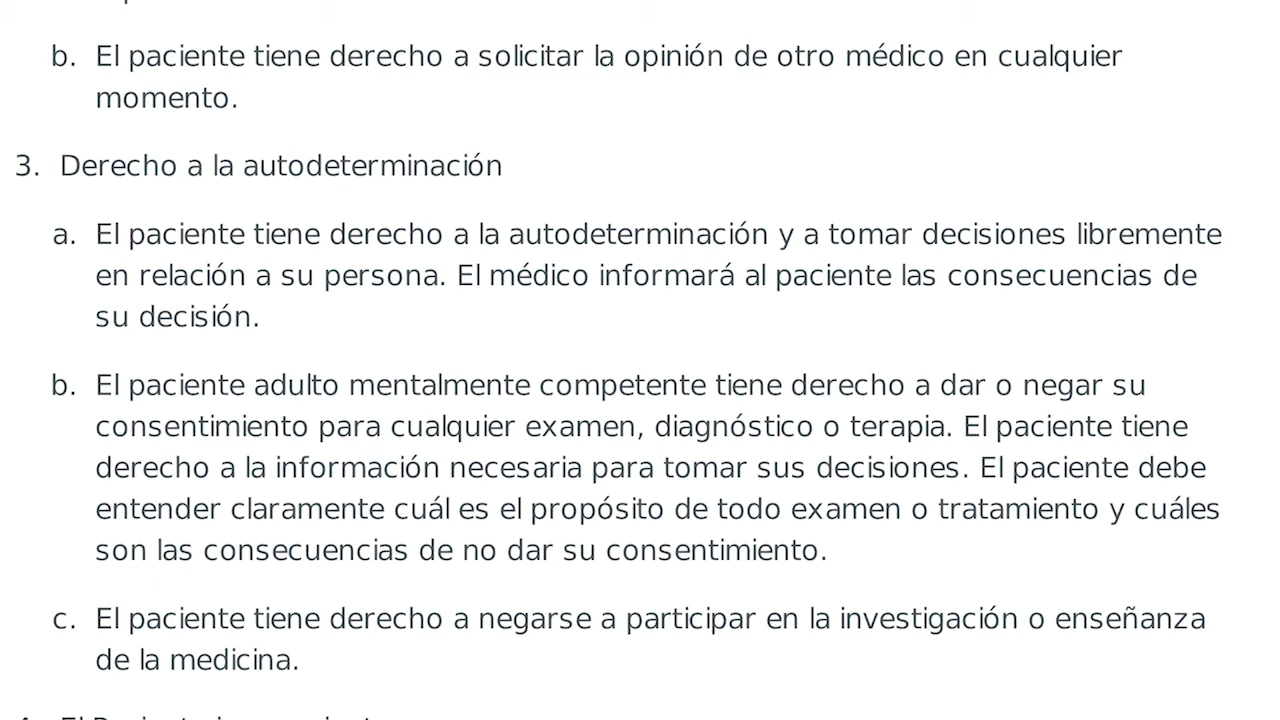 b. El paciente tiene derecho a solicitar la opinión de otro médico en cualquier
momento.
3. Derecho a la autodeterminación
a. El paciente tiene derecho a la autodeterminación y a tomar decisiones libremente
en relación a su persona. El médico informará al paciente las consecuencias de
su decisión.
b. El paciente adulto mentalmente competente tiene derecho a dar o negar su
consentimiento para cualquier examen, diagnóstico o terapia. El paciente tiene
derecho a la información necesaria para tomar sus decisiones. El paciente debe
entender claramente cuál es el propósito de todo examen o tratamiento y cuáles
son las consecuencias de no dar su consentimiento.
c. El paciente tiene derecho a negarse a participar en la investigación o enseñanza
de la medicina.